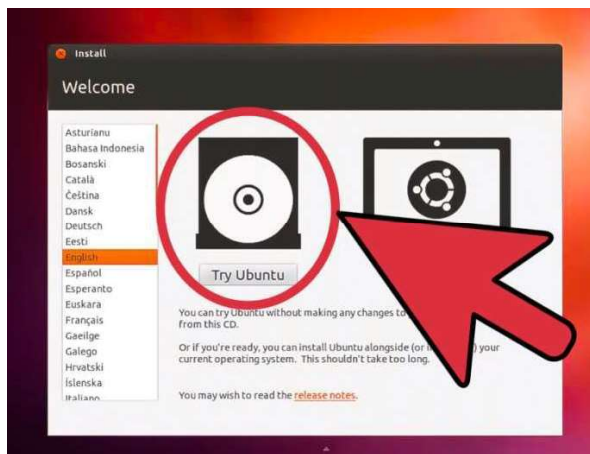 Install
Welcome
Asturianu
Bahasa Indonesia
Bosanski
Català
Čeština
Dansk
Deutsch
Eesti
English
Español
Esperanto
Euskara
Français
Gaeilge
Galego
Hrvatski
Íslenska
Italiano
Try Ubuntu
You can try Ubuntu without making any changes to
from this CD.
Or if you're ready, you can install Ubuntu alongside (or your
current operating system. This shouldn't take too long.
You may wish to read the release notes.